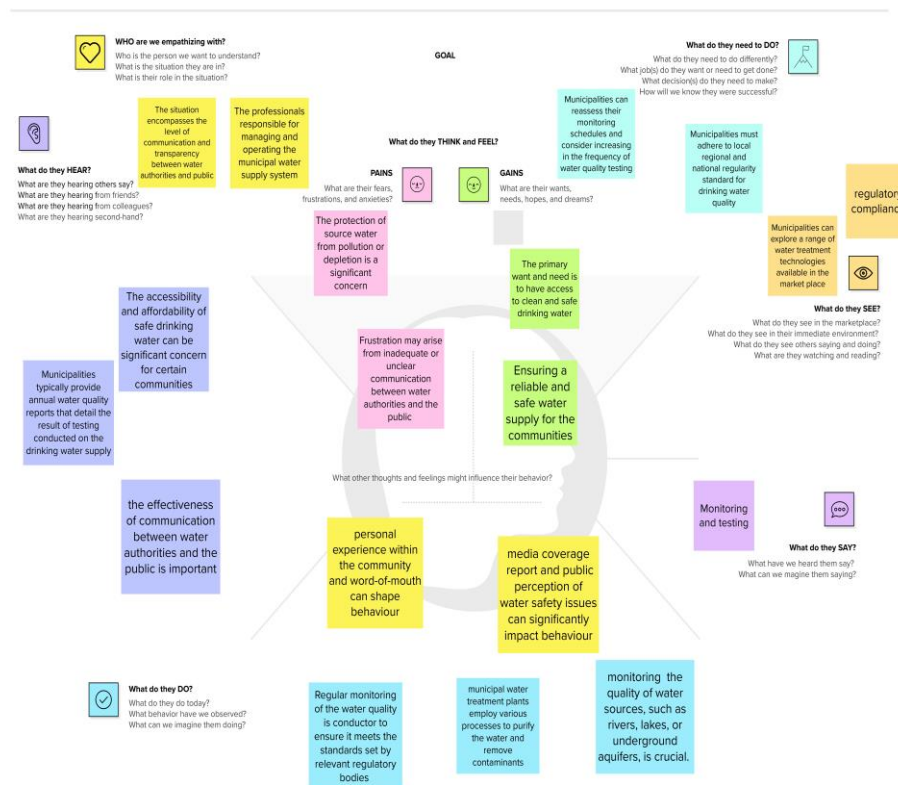 WHO are we empathizing with?
Who is the person we want to understand?
What is the situation they are in?
What is their role in the situation?
The situation
encompasses the
level of
communication and
transparency
between water
authorities and public
The professionals
responsible for
managing and
operating the
municipal water
supply system
GOAL
What do they need to DO?
What do they need to do differently?
What job(s) do they want or need to get done?
What decision(s) do they need to make?
How will we know they were successful?
Municipalities can
reassess their
monitoring
schedules and
consider increasing
in the frequency of
water quality testing
Municipalities must
adhere to local
regional and
national regularity
standard for
drinking water
quality
What do they HEAR?
What are they hearing others say?
What are they hearing from friends?
What are they hearing from colleagues?
What are they hearing second-hand?
The accessibility
and affordability of
safe drinking
water can be
significant concern
for certain
communities
Municipalities
typically provide
annual water quality
reports that detail the
result of testing
conducted on the
drinking water supply
the effectiveness
of communication
between water
authorities and the
public is important
What do they THINK and FEEL?
PAINS
What are their fears,
frustrations, and anxieties?
The protection of
source water
from pollution or
depletion is a
significant
concern
Frustration may arise
from inadequate or
unclear
communication
between water
authorities and the
public
GAINS
What are their wants,
needs, hopes, and dreams?
The primary
want and need is
to have access
to clean and safe
drinking water
Ensuring a
reliable and
safe water
supply for the
communities
What other thoughts and feelings might influence their behavior?
personal
experience within
the community
and word-of-mouth
can shape
behaviour
media coverage
report and public
perception of
water safety issues
can significantly
impact behaviour
regulatory
complianc
Municipalities can
explore a range of
water treatment
technologies
available in the
market place
What do they SEE?
What do they see in the marketplace?
What do they see in their immediate environment?
What do they see others saying and doing?
What are they watching and reading?
Monitoring
and testing
What do they SAY?
What have we heard them say?
What can we magine them saying?
What do they DO?
What do they do today?
What behavior have we observed?
What can we imagine them doing?
Regular monitoring
of the water quality
is conductor to
ensure it meets the
standards set by
relevant regulatory
bodies
municipal water
treatment plants
employ various
processes to purify
the water and
remove
contaminants
monitoring the
quality of water
sources, such as
rivers, lakes, or
underground
aquifers, is crucial.